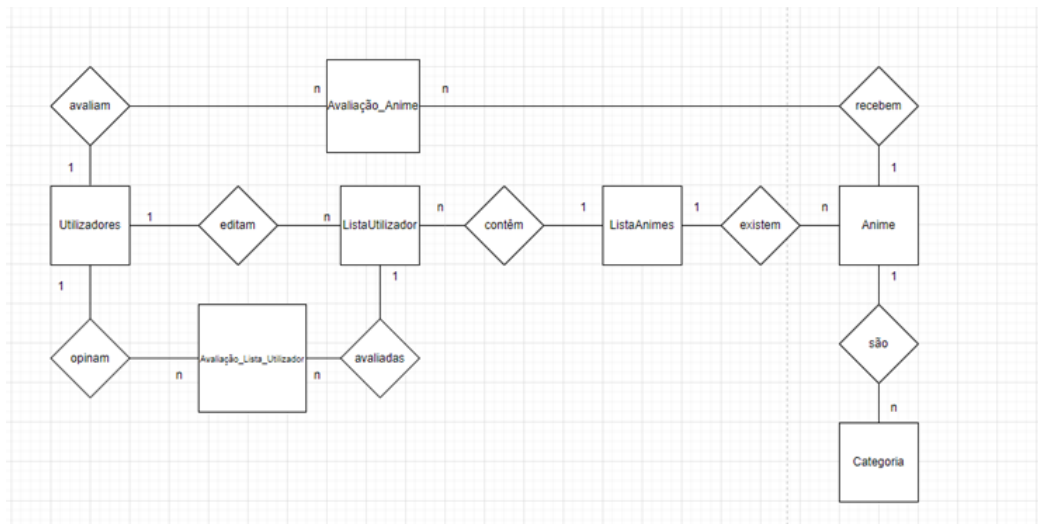 n
n
avaliam
Avaliação_Anime
recebem
1
1
1
n
n
1
1
n
Utilizadores
editam
ListaUtilizador
contêm
ListaAnimes
existem
Anime
1
1
1
opinam
Avaliação_Lista_Utilizador
avaliadas
são
n
n
n
Categoria